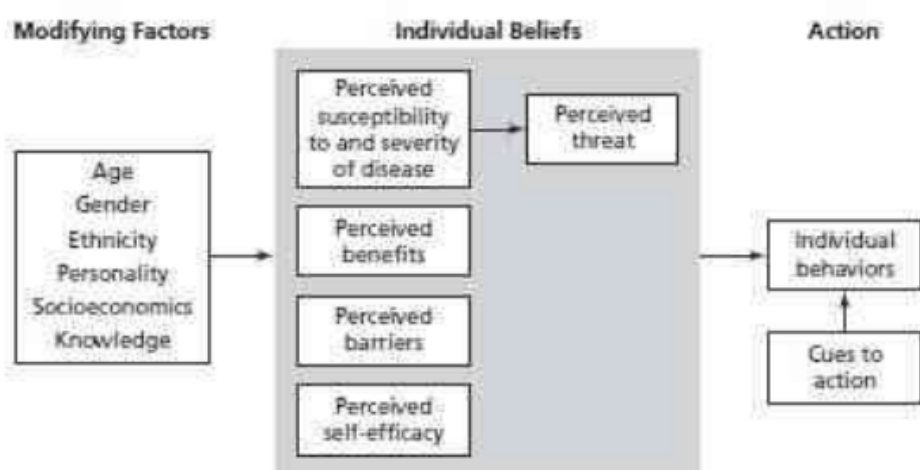 Modifying Factors
Individual Beliefs
Action
Age
Gender
Ethnicity
Personality
Socioeconomics
Knowledge
Perceived
susceptibility
to and severity
of disease
Perceived
threat
Perceived
benefits
Perceived
barriers
Perceived
self-efficacy
Individual
behaviors
Cues to
action